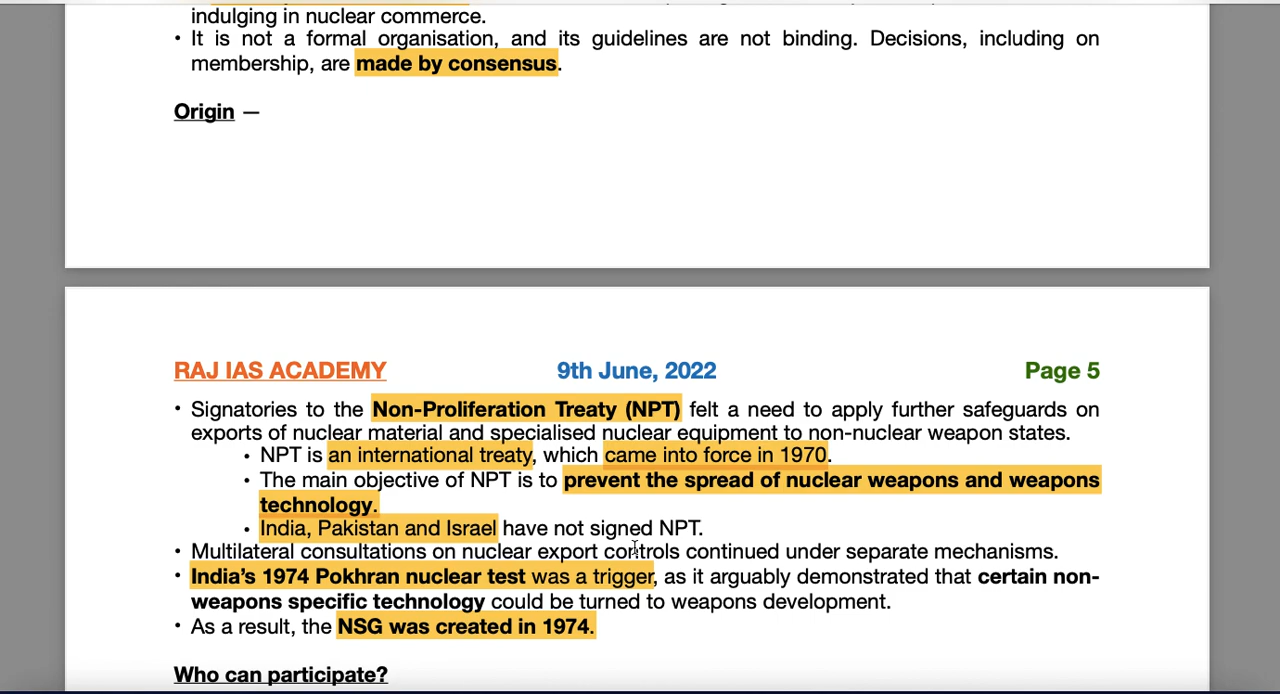 indulging in nuclear commerce.
• It is not a formal organisation, and its guidelines are not binding. Decisions, including on
membership, are made by consensus.
Origin —
RAJ IAS ACADEMY 9th June, 2022 Page 5
• Signatories to the Non-Proliferation Treaty (NPT) felt a need to apply further safeguards on
exports of nuclear material and specialised nuclear equipment to non-nuclear weapon states.
• NPT is an international treaty, which came into force in 1970.
• The main objective of NPT is to prevent the spread of nuclear weapons and weapons
technology.
• India, Pakistan and Israel have not signed NPT.
• Multilateral consultations on nuclear export controls continued under separate mechanisms.
• India’s 1974 Pokhran nuclear test was a trigger, as it arguably demonstrated that certain non-
weapons specific technology could be turned to weapons development.
• As a result, the NSG was created in 1974.
Who can participate?